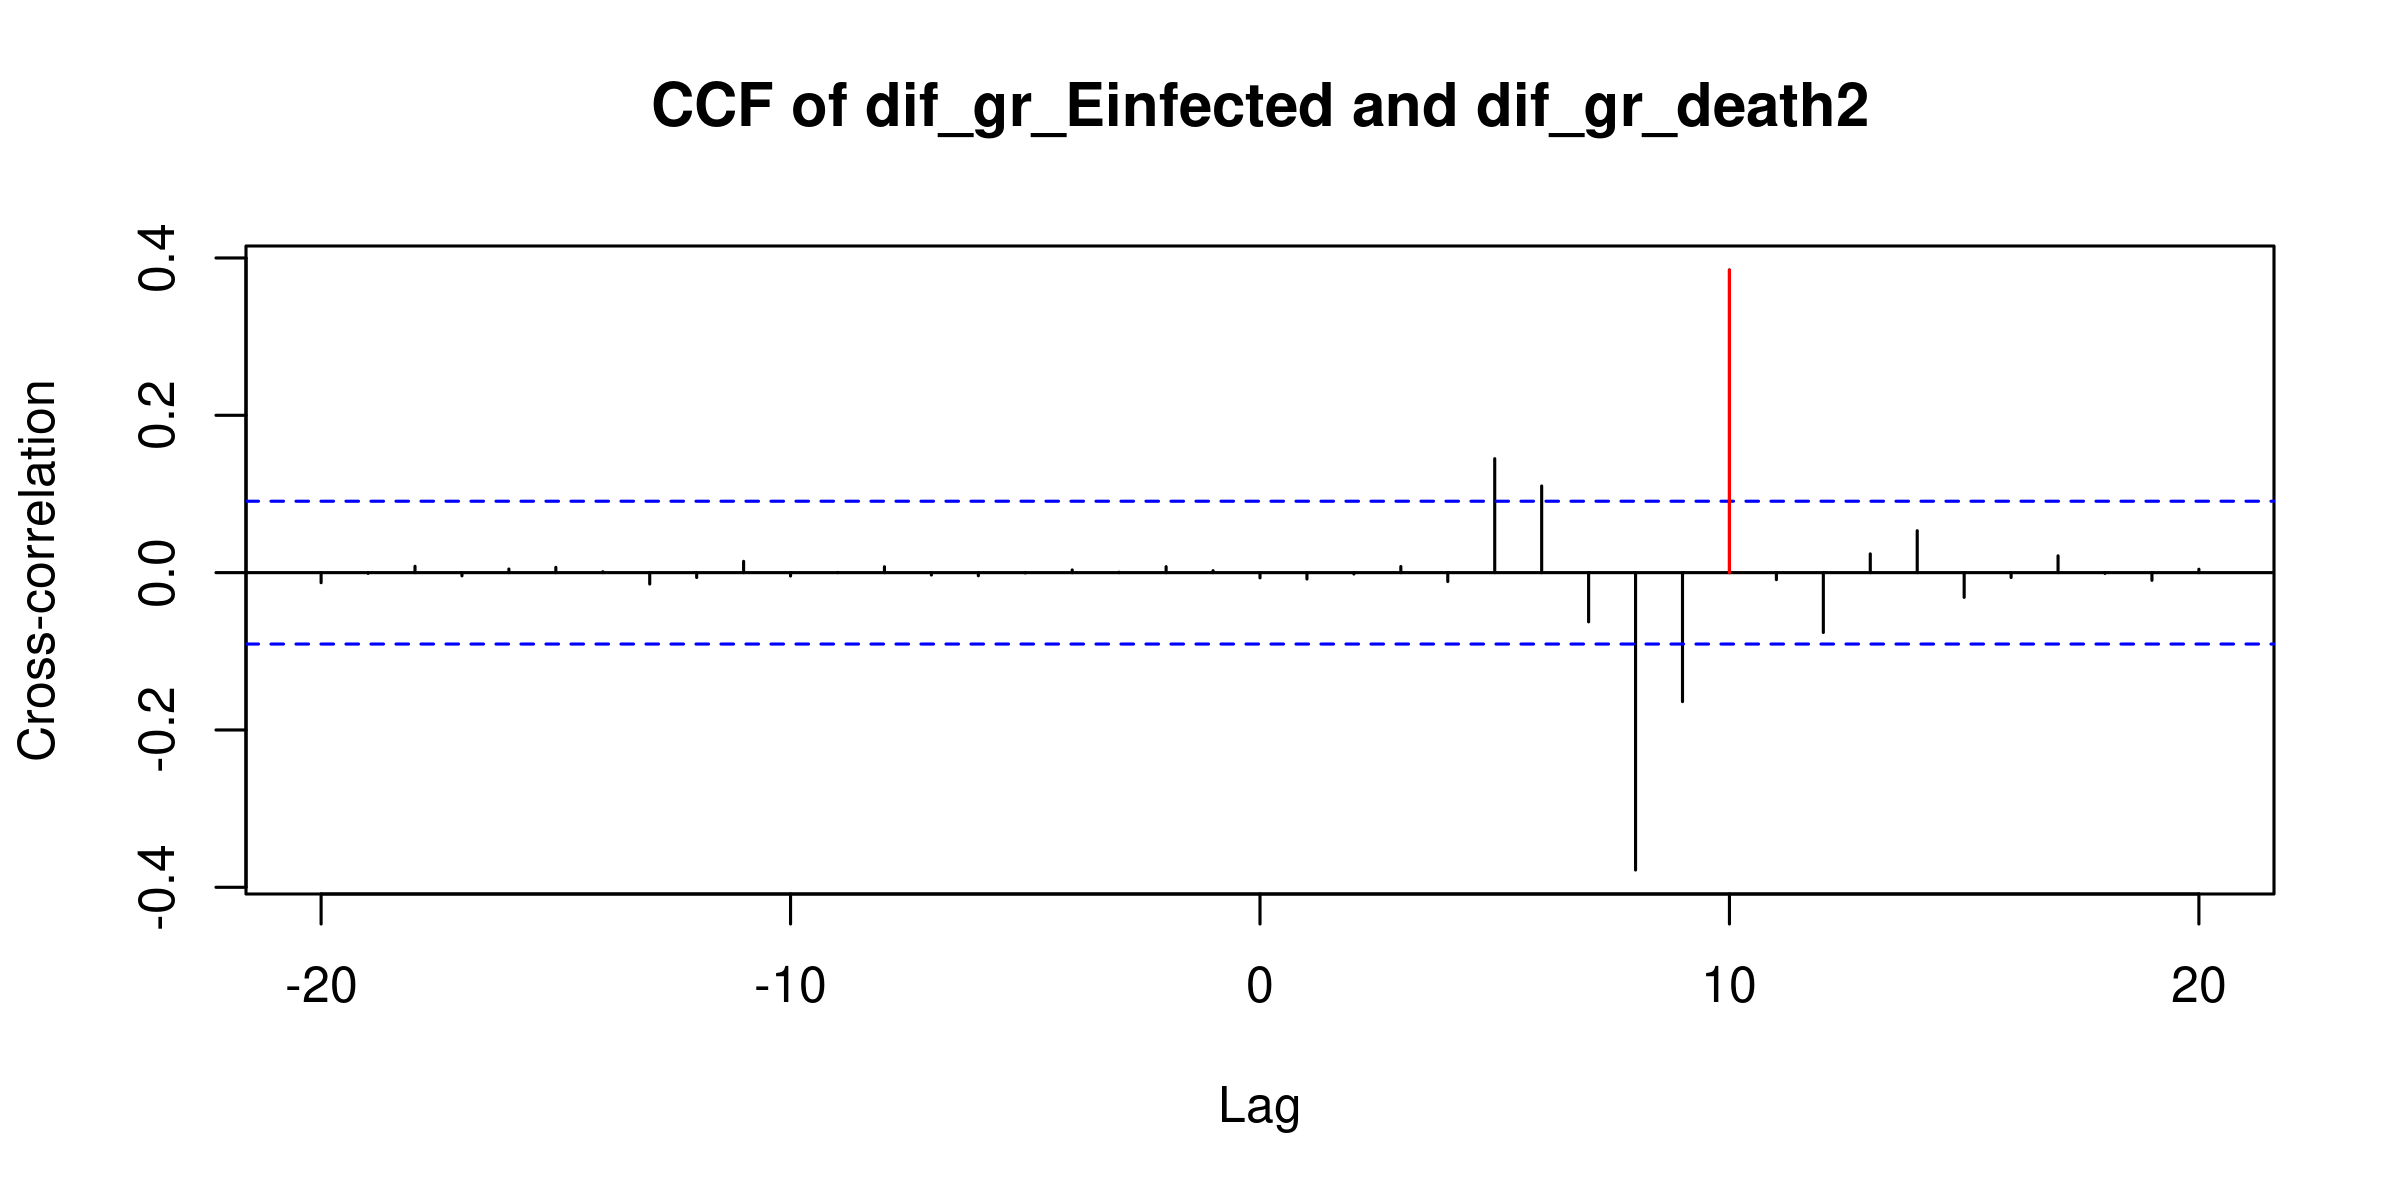 CCF of dif_gr_Einfected and dif_gr_death2
Cross-correlation
0.4
0.2
0.0
-0.2
-0.4
-20 -10 0 10 20
Lag